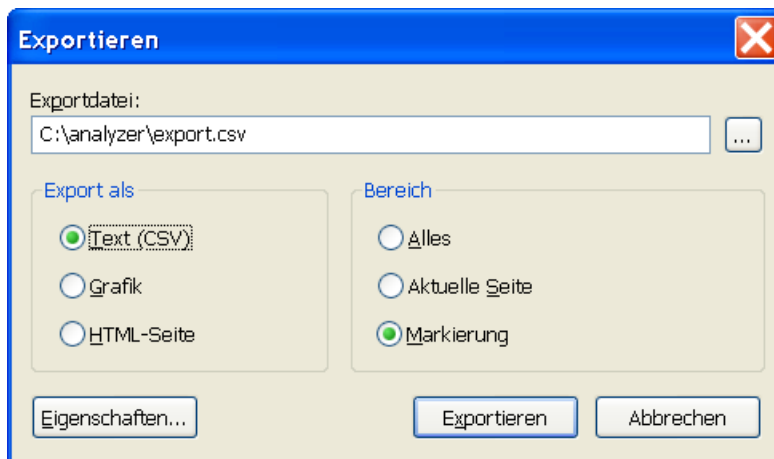 Exportieren
Exportdatei:
C:\analyzer\export.csv
...
Export als
Text (CSV)
Grafik
HTML-Seite
Bereich
Alles
Aktuelle Seite
Markierung
Eigenschaften...
Exportieren
Abbrechen